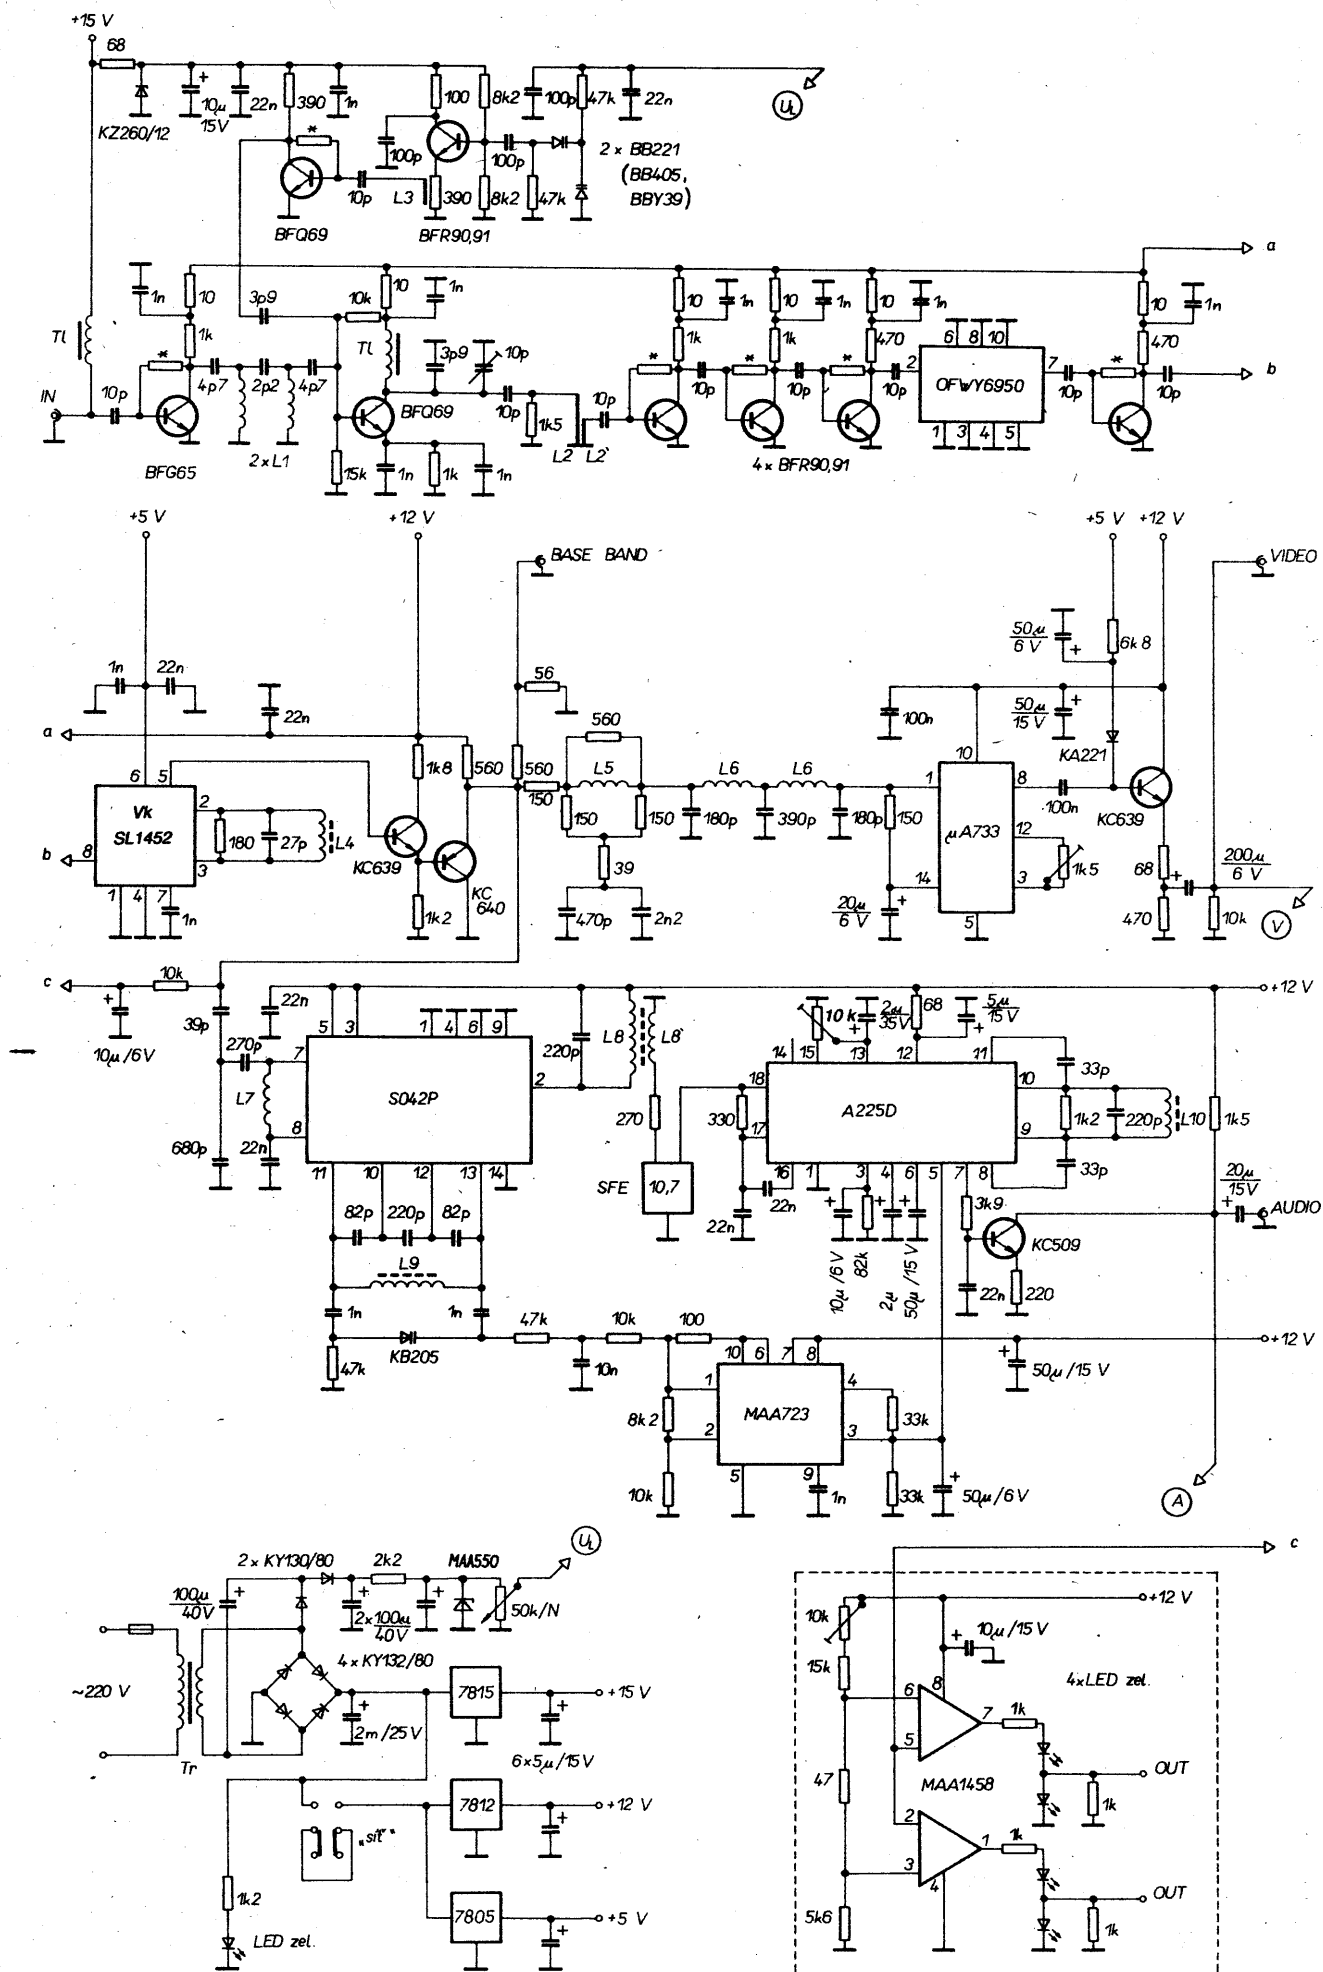 +15 V
68
KZ260/12
10µ
15V
22n
390
1n
*
100
8k2
100p
47k
22n
UL
100p
100p
2 × BB221
(BB405,
BBY39)
10p
L3
390
8k2
47k
BFQ69
BFR90,91
a
1n
10
3p9
10k
10
1n
10
1n
10
1n
10
1n
10
1n
Tl
1k
Tl
3p9
10p
1k
1k
470
6 8 10
470
*
*
*
*
*
IN
10p
4p7
2p2
4p7
BFQ69
10p
1k5
10p
10p
10p
10p
2
OFWY6950
7
10p
10p
b
1 3 4 5
BFG65
2×L1
15k
1n
1k
1n
L2
L2`
4× BFR90,91
+5 V
+12 V
BASE BAND
+5 V
+12 V
VIDEO
50µ
6 V
6k8
1n
22n
56
22n
100n
50µ
15 V
KA221
a
560
6
5
1k8
560
560
L5
L6
L6
10
1
8
150
100n
KC639
Vk
SL1452
2
180
27p
L4
150
150
180p
390p
180p
150
µA733
12
1k5
b
8
3
KC639
39
14
3
68
200µ
6 V
1 4 7
1n
1k2
KC
640
470p
2n2
20µ
6 V
5
470
10k
V
c
10k
22n
+12 V
10µ/6V
39p
5
3
1 4 6 9
220p
L8
L8`
10 k
2µ
35V
68
5µ
15V
270p
7
14 15 13 12 11
33p
L7
S042P
2
18
10
270
330
A225D
1k2
220p
L10
1k5
8
17
9
680p
22n
11 10 12 13 14
SFE
10,7
16 1 3 4 6 5 7 8
33p
20µ
15V
22n
22n
3k9
AUDIO
82p
220p
82p
L9
10µ/6V
82k
2µ
50µ/15 V
KC509
22n
220
1n
1n
47k
10k
100
+12 V
KB205
47k
10n
10 6 7 8
50µ/15 V
1
4
8k2
MAA723
33k
2
3
10k
5
9
1n
33k
50µ/6V
A
UL
c
2× KY130/80
2k2
MAA550
100µ
40V
2×100µ
40V
50k/N
10k
+12 V
10µ/15V
4× KY132/80
15k
8
4×LED zel.
~220 V
7815
+15 V
6
7
1k
2m/25V
5
Tr
6×5µ/15V
OUT
47
MAA1458
1k
7812
+12 V
2
„síť“
1
1k
3
4
1k2
OUT
7805
+5 V
5k6
1k
LED zel.